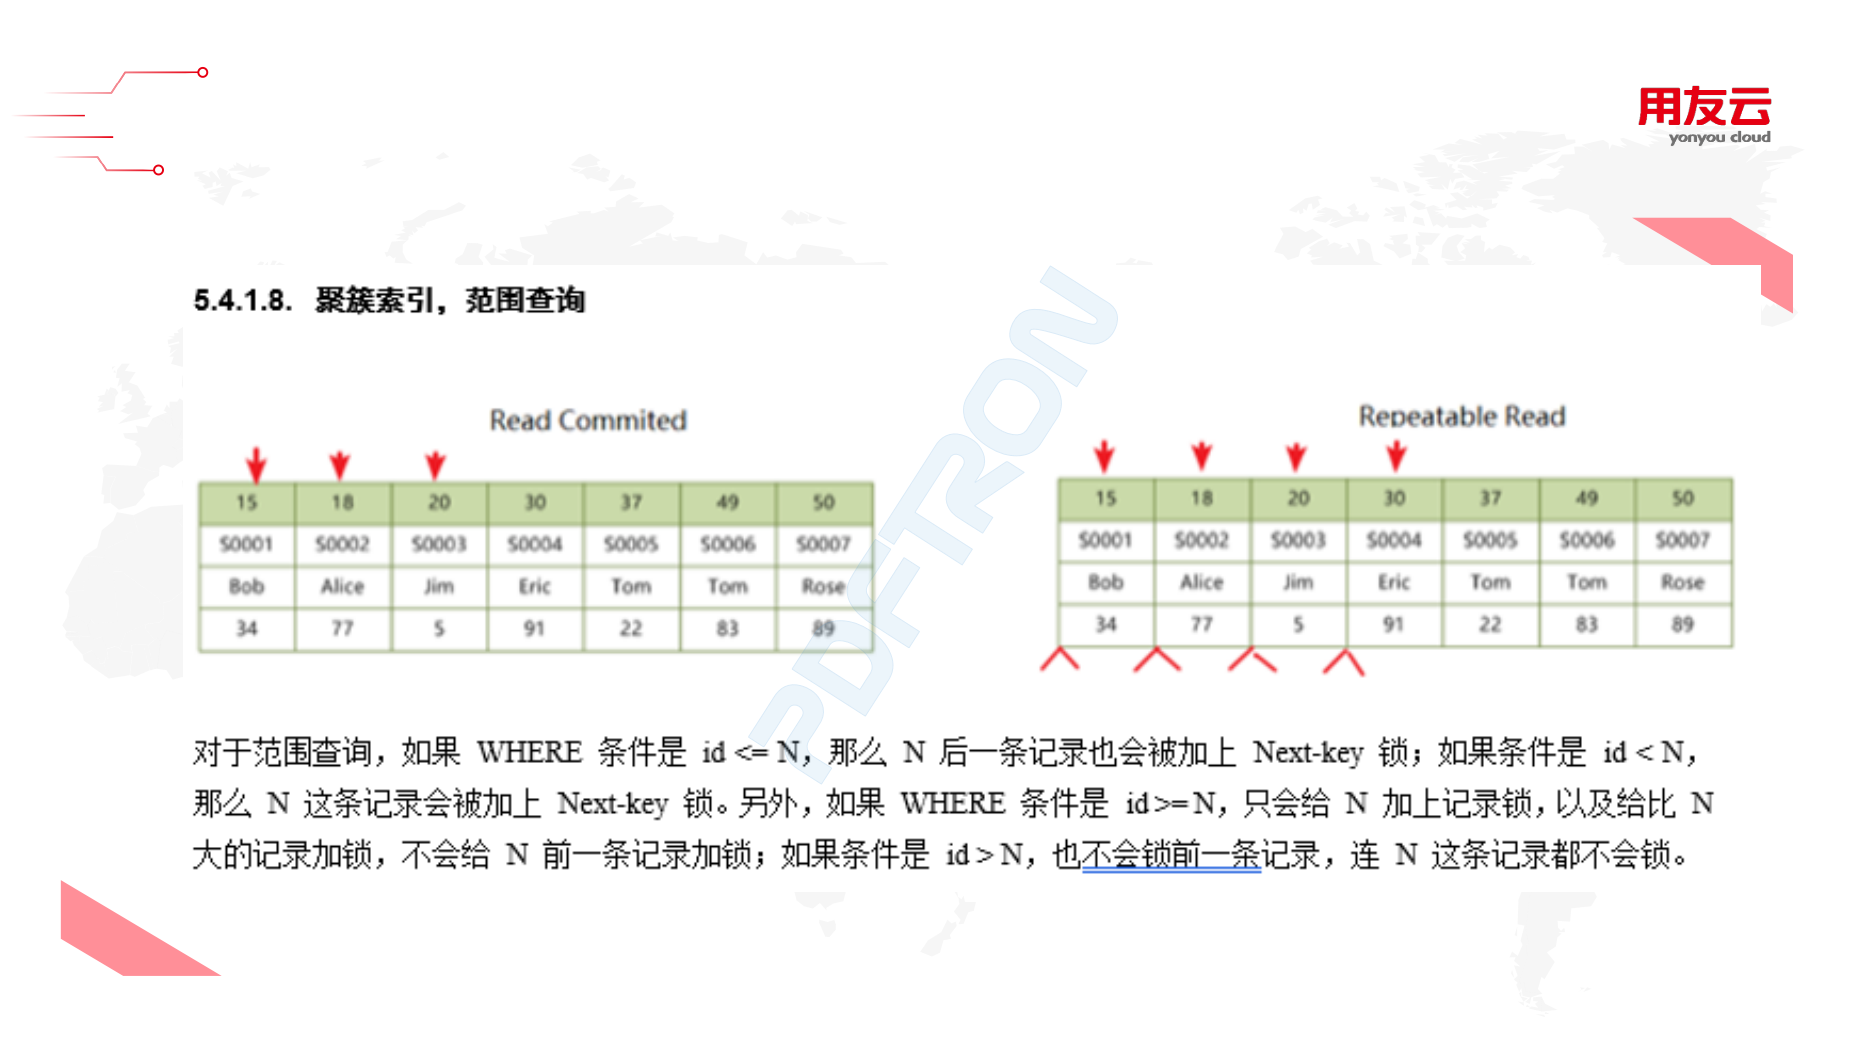 用友云
yonyou cloud
5.4.1.8. 聚簇索引，范围查询
Read Commited
15 18 20 30 37 49 50
S0001 S0002 S0003 S0004 S0005 S0006 S0007
Bob Alice Jim Eric Tom Tom Rose
34 77 5 91 22 83 89
Repeatable Read
15 18 20 30 37 49 50
S0001 S0002 S0003 S0004 S0005 S0006 S0007
Bob Alice Jim Eric Tom Tom Rose
34 77 5 91 22 83 89
PDFTRON
对于范围查询，如果 WHERE 条件是 id <= N，那么 N 后一条记录也会被加上 Next-key 锁；如果条件是 id < N，
那么 N 这条记录会被加上 Next-key 锁。另外，如果 WHERE 条件是 id >= N，只会给 N 加上记录锁，以及给比 N
大的记录加锁，不会给 N 前一条记录加锁；如果条件是 id > N，也不会锁前一条记录，连 N 这条记录都不会锁。